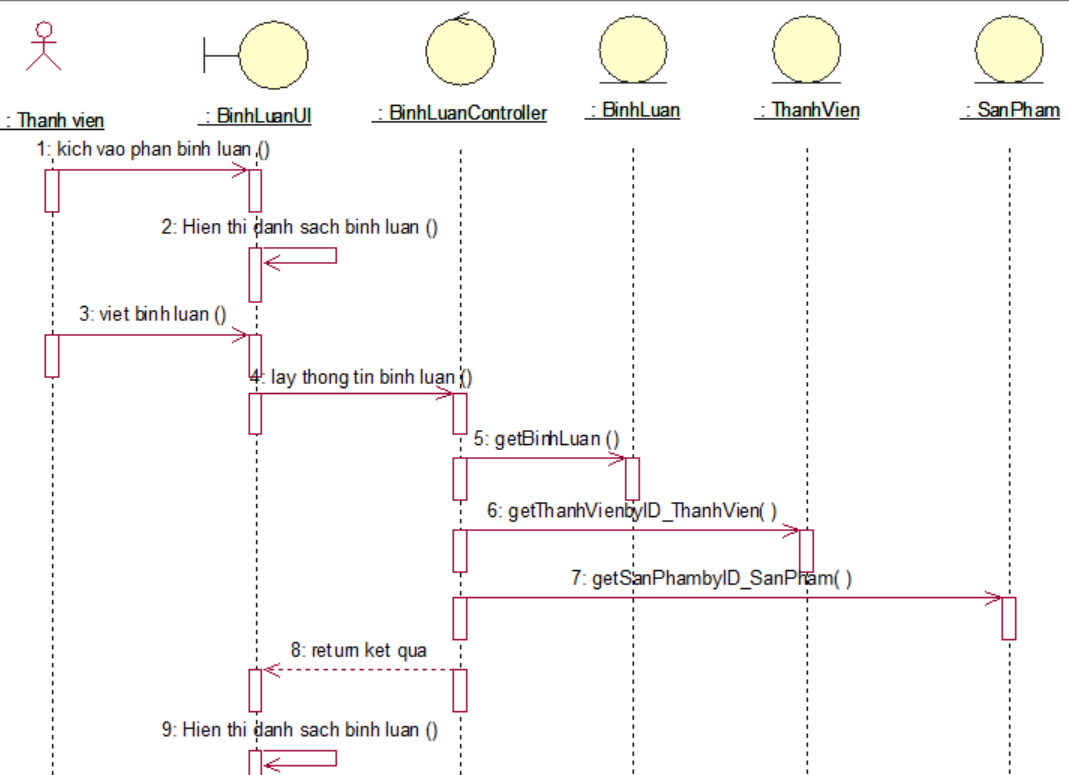 : Thanh vien
: BinhLuanUI
: BinhLuanController
: BinhLuan
: ThanhVien
: SanPham
1: kich vao phan binh luan ()
2: Hien thi danh sach binh luan ()
3: viet binh luan ()
4: lay thong tin binh luan ()
5: getBinhLuan ()
6: getThanhVienbyID_ThanhVien( )
7: getSanPhambyID_SanPham( )
8: return ket qua
9: Hien thi danh sach binh luan ()